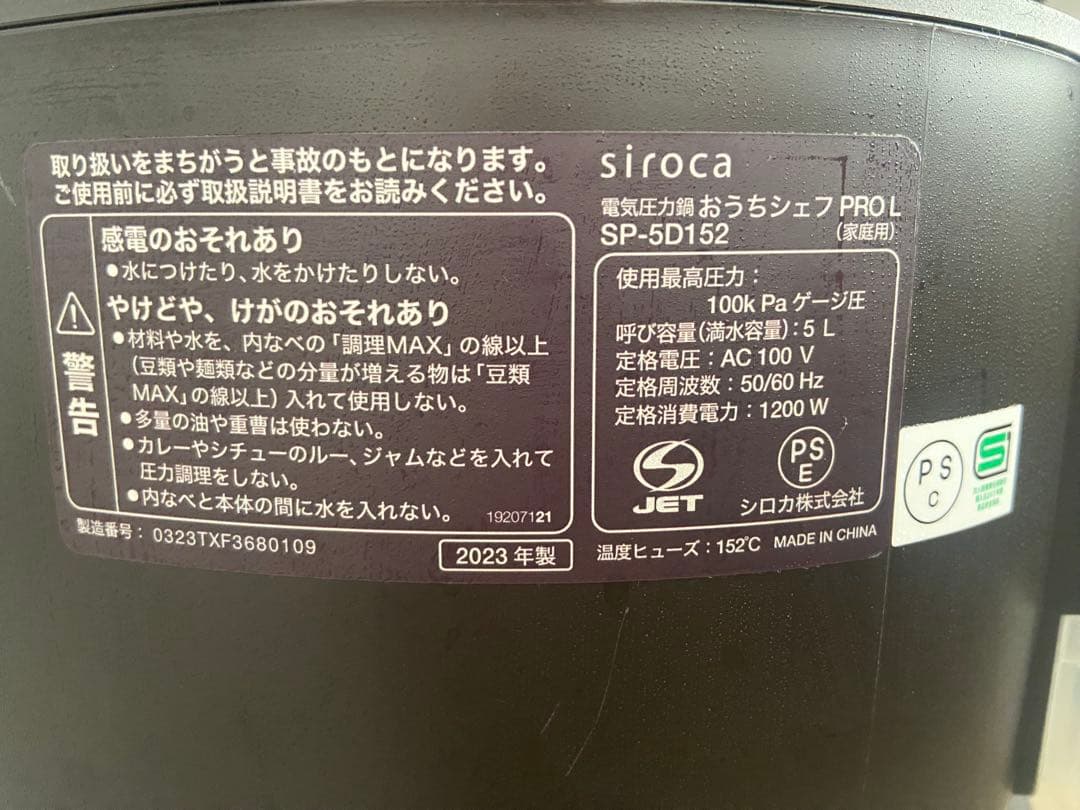 取り扱いをまちがうと事故のもとになります。
ご使用前に必ず取扱説明書をお読みください。
警告
感電のおそれあり
●水につけたり、水をかけたりしない。
やけどや、けがのおそれあり
●材料や水を、内なべの「調理MAX」の線以上
(豆類や麺類などの分量が増える物は「豆類
MAX」の線以上)入れて使用しない。
●多量の油や重曹は使わない。
●カレーやシチューのルー、ジャムなどを入れて
圧力調理をしない。
●内なべと本体の間に水を入れない。
19207121
製造番号：0323TXF3680109
2023年製
siroca
電気圧力鍋 おうちシェフ PRO L
SP-5D152 (家庭用)
使用最高圧力：
100k Pa ゲージ圧
呼び容量(満水容量)：5 L
定格電圧：AC 100 V
定格周波数：50/60 Hz
定格消費電力：1200 W
JET
PS
E
シロカ株式会社
温度ヒューズ：152℃ MADE IN CHINA
PS
C